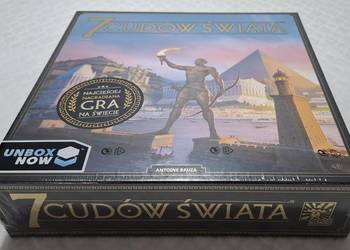 7 CUDÓW ŚWIATA
NAJCZĘŚCIEJ
NAGRADZANA
GRA
NA ŚWIECIE
UNBOX
NOW
ANTOINE BAUZA
7 CUDÓW ŚWIATA